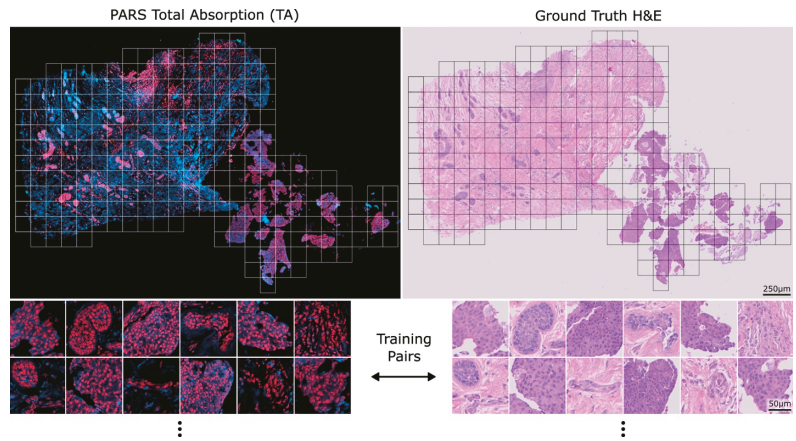 PARS Total Absorption (TA)
Ground Truth H&E
250µm
Training
Pairs
50µm